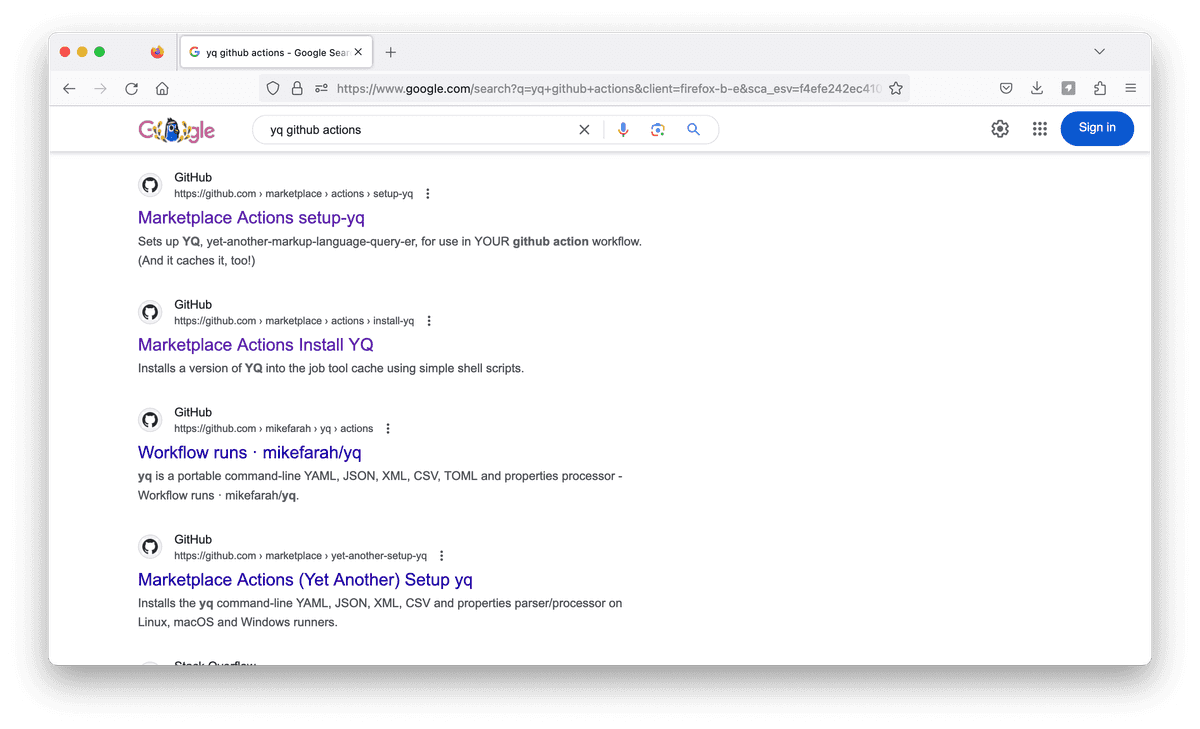 yq github actions - Google Sear
https://www.google.com/search?q=yq+github+actions&client=firefox-b-e&sca_esv=f4efe242ec410
Google
yq github actions
Sign in
GitHub
https://github.com › marketplace › actions › setup-yq
Marketplace Actions setup-yq
Sets up YQ, yet-another-markup-language-query-er, for use in YOUR github action workflow.
(And it caches it, too!)
GitHub
https://github.com › marketplace › actions › install-yq
Marketplace Actions Install YQ
Installs a version of YQ into the job tool cache using simple shell scripts.
GitHub
https://github.com › mikefarah › yq › actions
Workflow runs · mikefarah/yq
yq is a portable command-line YAML, JSON, XML, CSV, TOML and properties processor -
Workflow runs · mikefarah/yq.
GitHub
https://github.com › marketplace › yet-another-setup-yq
Marketplace Actions (Yet Another) Setup yq
Installs the yq command-line YAML, JSON, XML, CSV and properties parser/processor on
Linux, macOS and Windows runners.
Stack Overflow